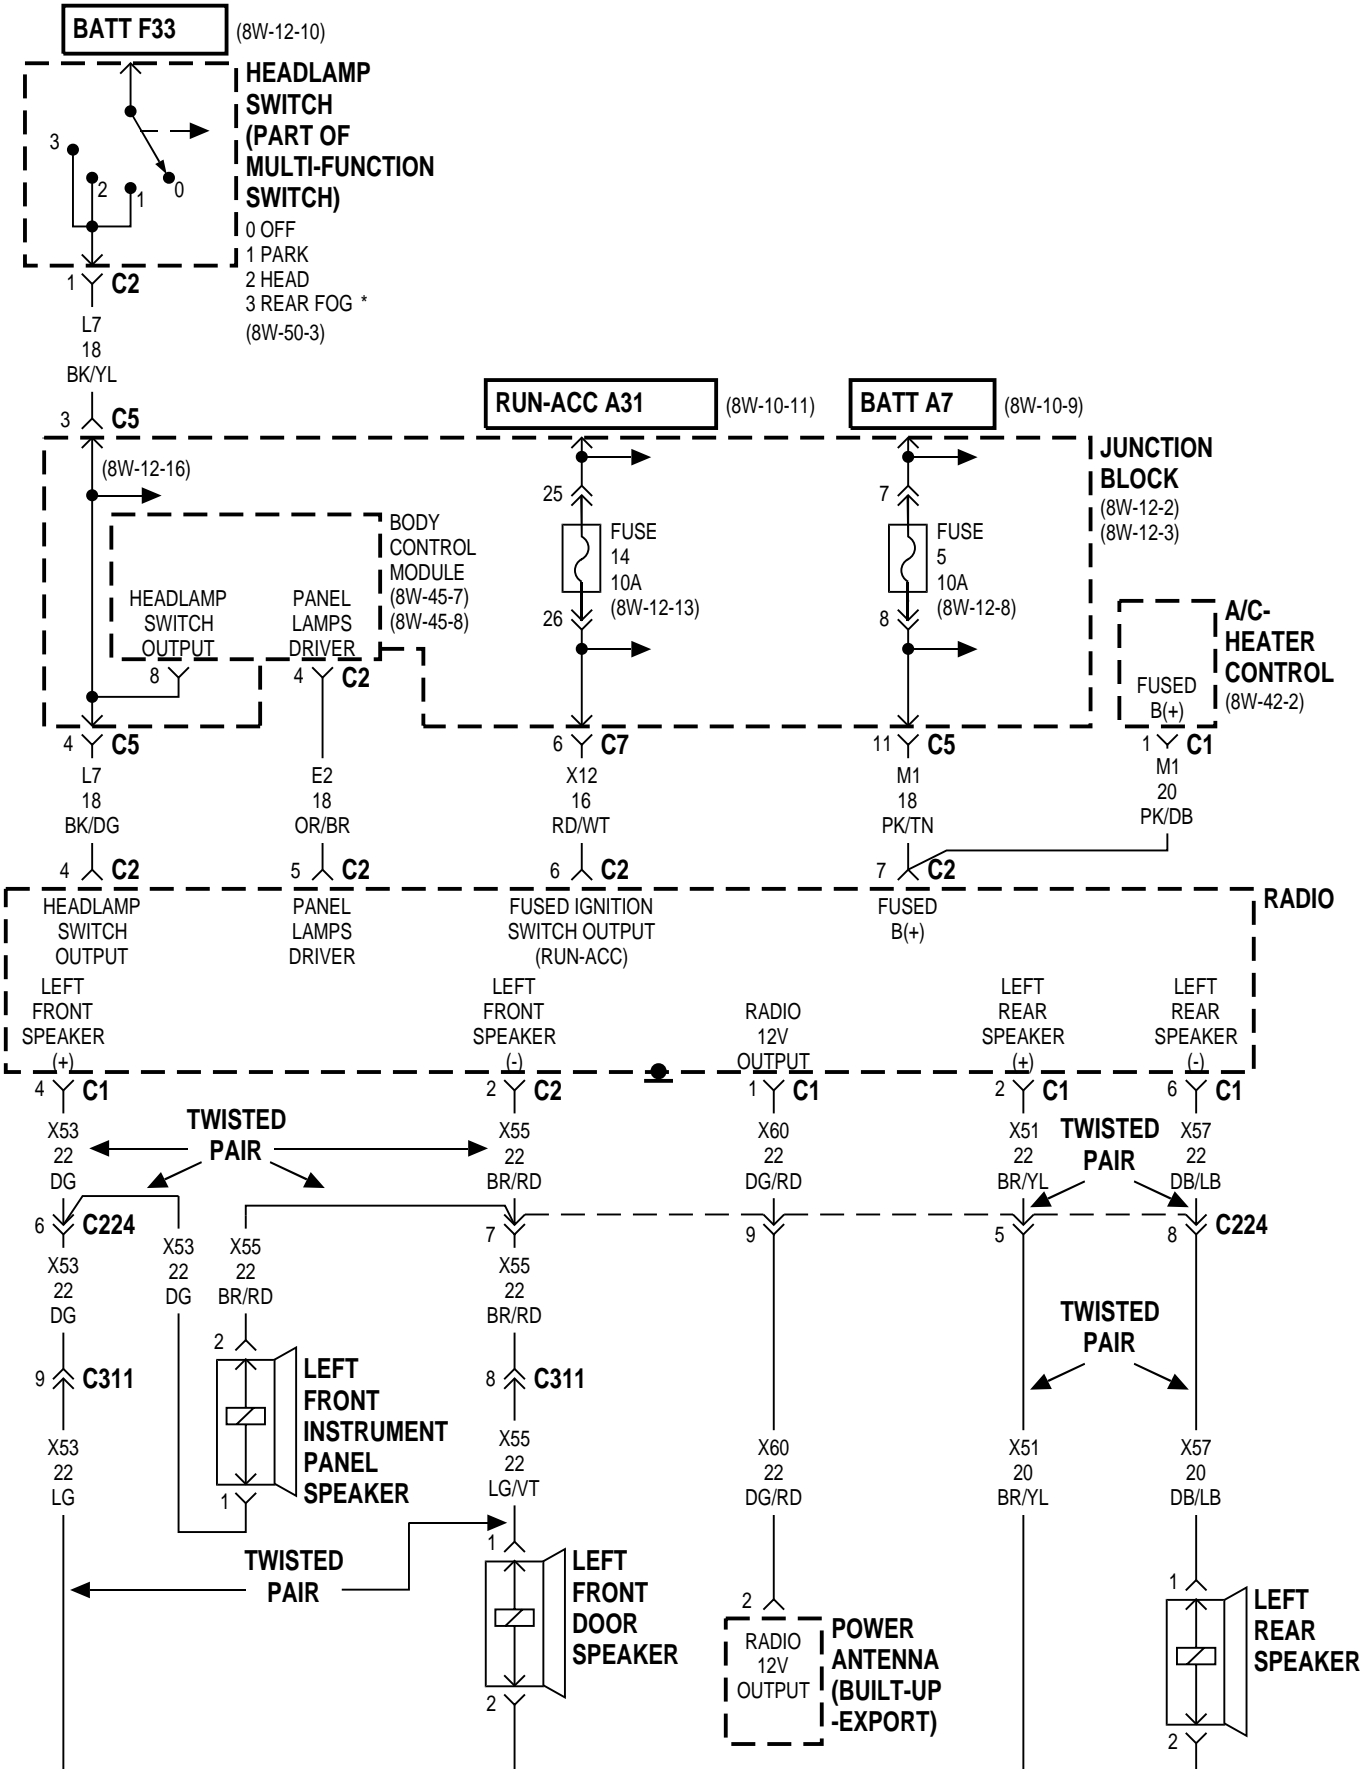 BATT F33
(8W-12-10)
HEADLAMP
SWITCH
(PART OF
MULTI-FUNCTION
SWITCH)
0 OFF
1 PARK
2 HEAD
3 REAR FOG *
(8W-50-3)
3
2
1
0
1
C2
L7
18
BK/YL
3
C5
RUN-ACC A31
(8W-10-11)
BATT A7
(8W-10-9)
JUNCTION
BLOCK
(8W-12-2)
(8W-12-3)
(8W-12-16)
BODY
CONTROL
MODULE
(8W-45-7)
(8W-45-8)
HEADLAMP
SWITCH
OUTPUT
8
PANEL
LAMPS
DRIVER
4
C2
25
FUSE
14
10A
(8W-12-13)
26
7
FUSE
5
10A
(8W-12-8)
8
A/C-
HEATER
CONTROL
(8W-42-2)
FUSED
B(+)
4
C5
6
C7
11
C5
1
C1
L7
18
BK/DG
E2
18
OR/BR
X12
16
RD/WT
M1
18
PK/TN
M1
20
PK/DB
4
C2
5
C2
6
C2
7
C2
RADIO
HEADLAMP
SWITCH
OUTPUT
PANEL
LAMPS
DRIVER
FUSED IGNITION
SWITCH OUTPUT
(RUN-ACC)
FUSED
B(+)
LEFT
FRONT
SPEAKER
(+)
LEFT
FRONT
SPEAKER
(-)
RADIO
12V
OUTPUT
LEFT
REAR
SPEAKER
(+)
LEFT
REAR
SPEAKER
(-)
4
C1
2
C2
1
C1
2
C1
6
C1
X53
22
DG
TWISTED
PAIR
X55
22
BR/RD
X60
22
DG/RD
X51
22
BR/YL
TWISTED
PAIR
X57
22
DB/LB
6
C224
7
9
5
8
C224
X53
22
DG
X53
22
DG
X55
22
BR/RD
X55
22
BR/RD
TWISTED
PAIR
2
9
C311
LEFT
FRONT
INSTRUMENT
PANEL
SPEAKER
1
8
C311
X53
22
LG
X55
22
LG/VT
X60
22
DG/RD
X51
20
BR/YL
X57
20
DB/LB
TWISTED
PAIR
1
LEFT
FRONT
DOOR
SPEAKER
2
2
RADIO
12V
OUTPUT
POWER
ANTENNA
(BUILT-UP
-EXPORT)
1
LEFT
REAR
SPEAKER
2